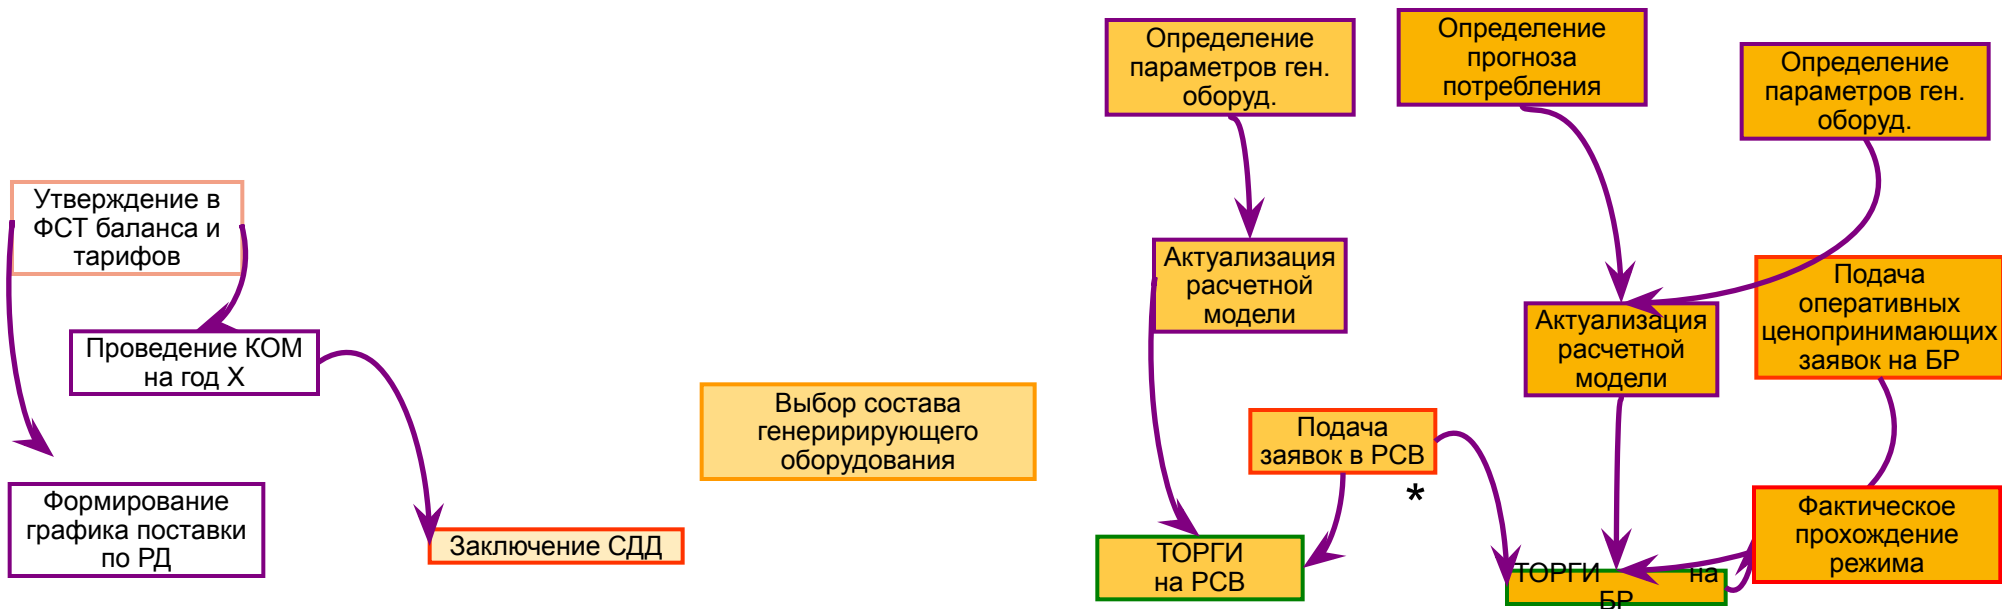 Утверждение в
ФСТ баланса и
тарифов
Проведение КОМ
на год X
Формирование
графика поставки
по РД
Заключение СДД
Выбор состава
генеририрующего
оборудования
Определение
параметров ген.
оборуд.
Актуализация
расчетной
модели
Подача
заявок в РСВ
*
ТОРГИ
на РСВ
Определение
прогноза
потребления
Определение
параметров ген.
оборуд.
Актуализация
расчетной
модели
Подача
оперативных
ценопринимающих
заявок на БР
Фактическое
прохождение
режима
ТОРГИ на
БР